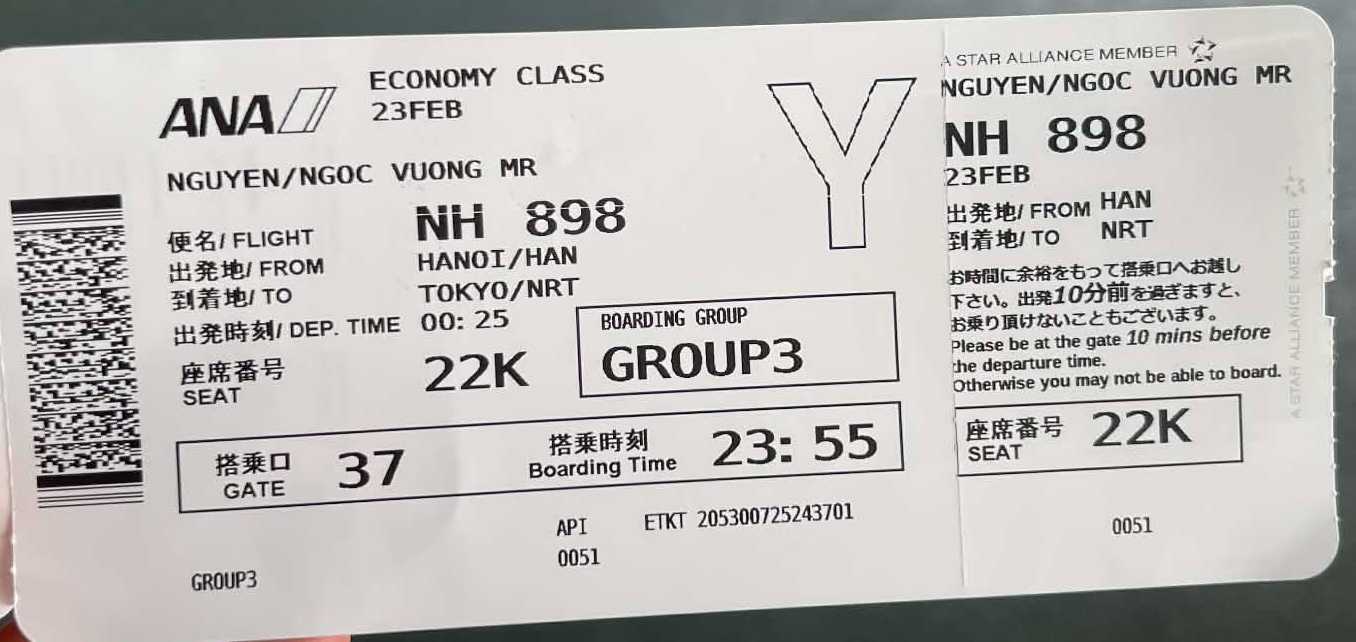 ANA
ECONOMY CLASS
23FEB
Y
NGUYEN/NGOC VUONG MR
便名/ FLIGHT NH 898
出発地/ FROM HANOI/HAN
到着地/ TO TOKYO/NRT
出発時刻/ DEP. TIME 00: 25
座席番号
SEAT
22K
BOARDING GROUP
GROUP3
搭乗口
GATE
37
搭乗時刻
Boarding Time
23: 55
API
ETKT 205300725243701
0051
GROUP3
A STAR ALLIANCE MEMBER
NGUYEN/NGOC VUONG MR
NH 898
23FEB
出発地/ FROM HAN
到着地/ TO NRT
お時間に余裕をもって搭乗口へお越し
下さい。出発10分前を過ぎますと、
お乗り頂けないこともございます。
Please be at the gate 10 mins before
the departure time.
Otherwise you may not be able to board.
座席番号
SEAT
22K
0051
A STAR ALLIANCE MEMBER